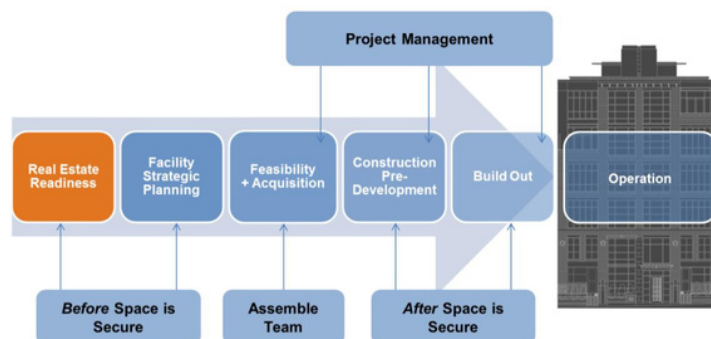 Project Management
Real Estate
Readiness
Facility
Strategic
Planning
Feasibility
+ Acquisition
Construction
Pre-
Development
Build Out
Operation
Before Space is
Secure
Assemble
Team
After Space is
Secure